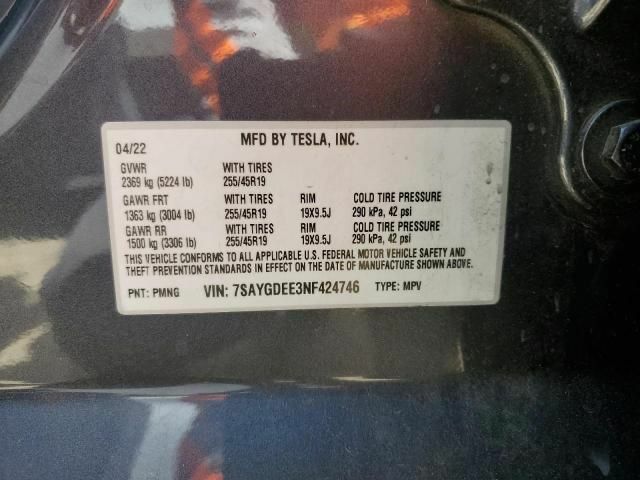 MFD BY TESLA, INC.
04/22
GVWR WITH TIRES
2369 kg (5224 lb) 255/45R19
GAWR FRT WITH TIRES RIM COLD TIRE PRESSURE
1363 kg (3004 lb) 255/45R19 19X9.5J 290 kPa, 42 psi
GAWR RR WITH TIRES RIM COLD TIRE PRESSURE
1500 kg (3306 lb) 255/45R19 19X9.5J 290 kPa, 42 psi
THIS VEHICLE CONFORMS TO ALL APPLICABLE U.S. FEDERAL MOTOR VEHICLE SAFETY AND
THEFT PREVENTION STANDARDS IN EFFECT ON THE DATE OF MANUFACTURE SHOWN ABOVE.
PNT: PMNG VIN: 7SAYGDEE3NF424746 TYPE: MPV